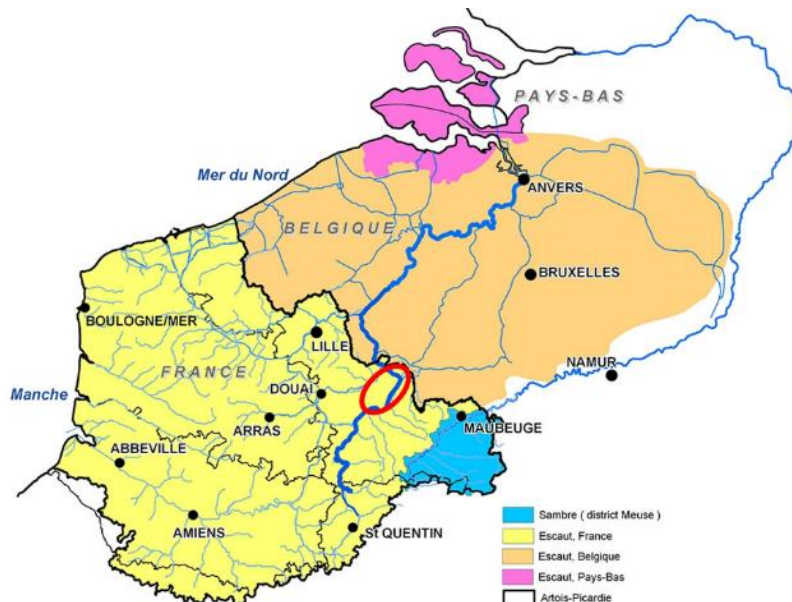 PAYS-BAS
Mer du Nord
ANVERS
BELGIQUE
BRUXELLES
BOULOGNE/MER
LILLE
NAMUR
FRANCE
Manche
DOUAI
MAUBEUGE
ARRAS
ABBEVILLE
AMIENS
St QUENTIN
Sambre ( district Meuse )
Escaut, France
Escaut, Belgique
Escaut, Pays-Bas
Artois-Picardie